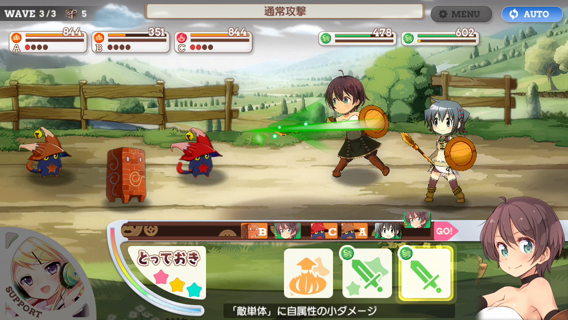 WAVE 3/3 5
通常攻撃
MENU
AUTO
844
351
844
478
602
A
B
C
B C A GO!
とっておき
SUPPORT
「敵単体」に自属性の小ダメージ